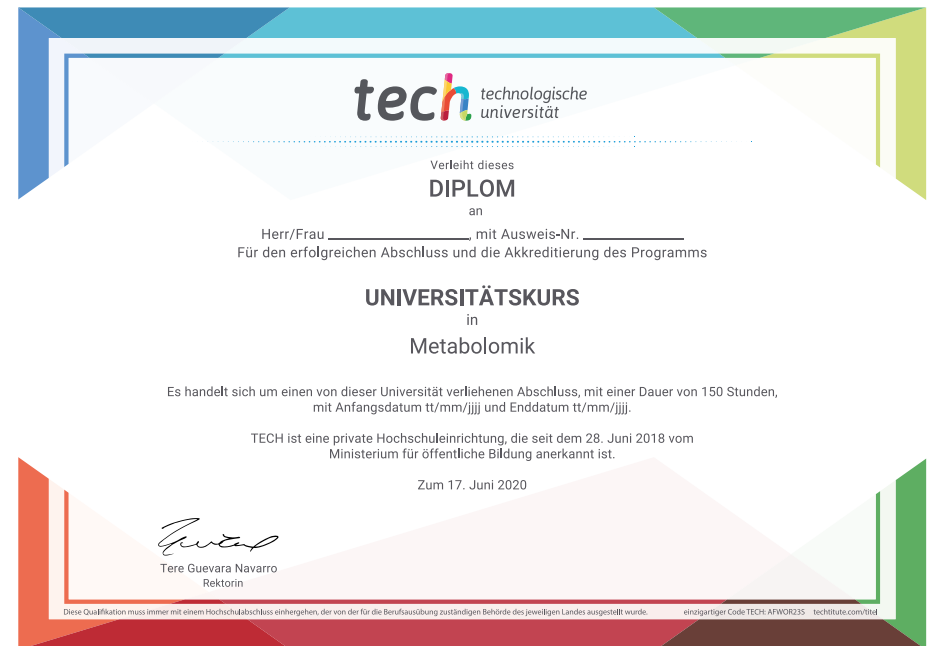 tech technologische
universität
Verleiht dieses
DIPLOM
an
Herr/Frau ____________, mit Ausweis-Nr. ____________
Für den erfolgreichen Abschluss und die Akkreditierung des Programms
UNIVERSITÄTSKURS
in
Metabolomik
Es handelt sich um einen von dieser Universität verliehenen Abschluss, mit einer Dauer von 150 Stunden,
mit Anfangsdatum tt/mm/jjjj und Enddatum tt/mm/jjjj.
TECH ist eine private Hochschuleinrichtung, die seit dem 28. Juni 2018 vom
Ministerium für öffentliche Bildung anerkannt ist.
Zum 17. Juni 2020
Tere Guevara Navarro
Rektorin
Diese Qualifikation muss immer mit einem Hochschulabschluss einhergehen, der von der für die Berufsausübung zuständigen Behörde des jeweiligen Landes ausgestellt wurde. einzigartiger Code TECH: AFWOR23S techtitute.com/titel